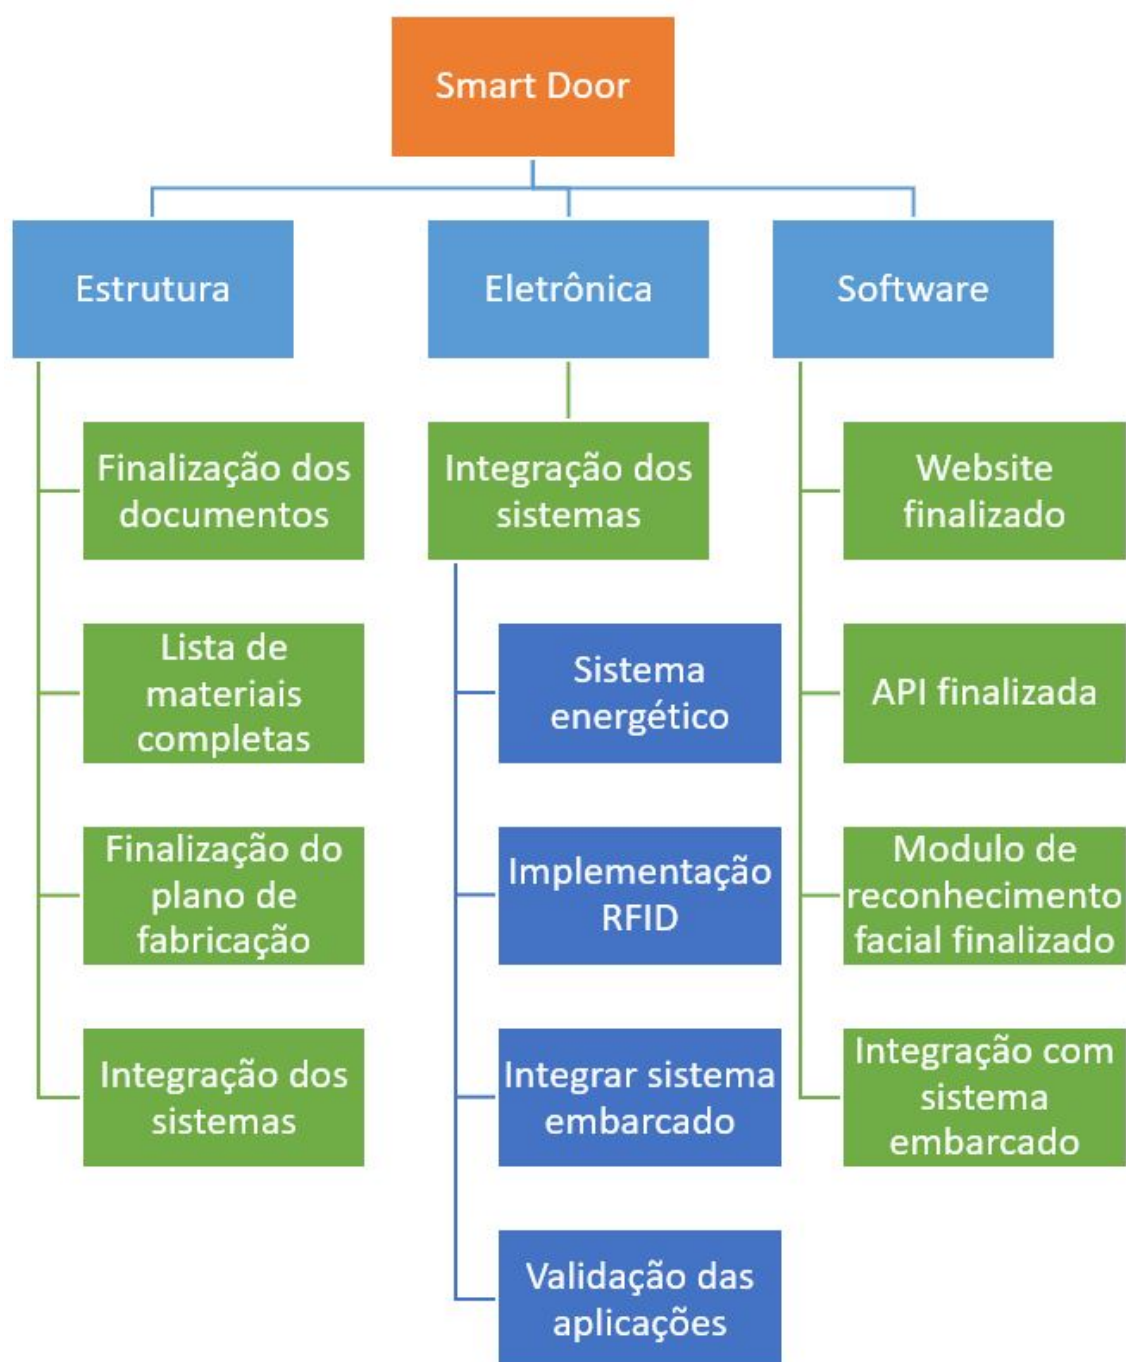 Smart Door
Estrutura
Eletrônica
Software
Finalização dos
documentos
Lista de
materiais
completas
Finalização do
plano de
fabricação
Integração dos
sistemas
Integração dos
sistemas
Sistema
energético
Implementação
RFID
Integrar sistema
embarcado
Validação das
aplicações
Website
finalizado
API finalizada
Modulo de
reconhecimento
facial finalizado
Integração com
sistema
embarcado